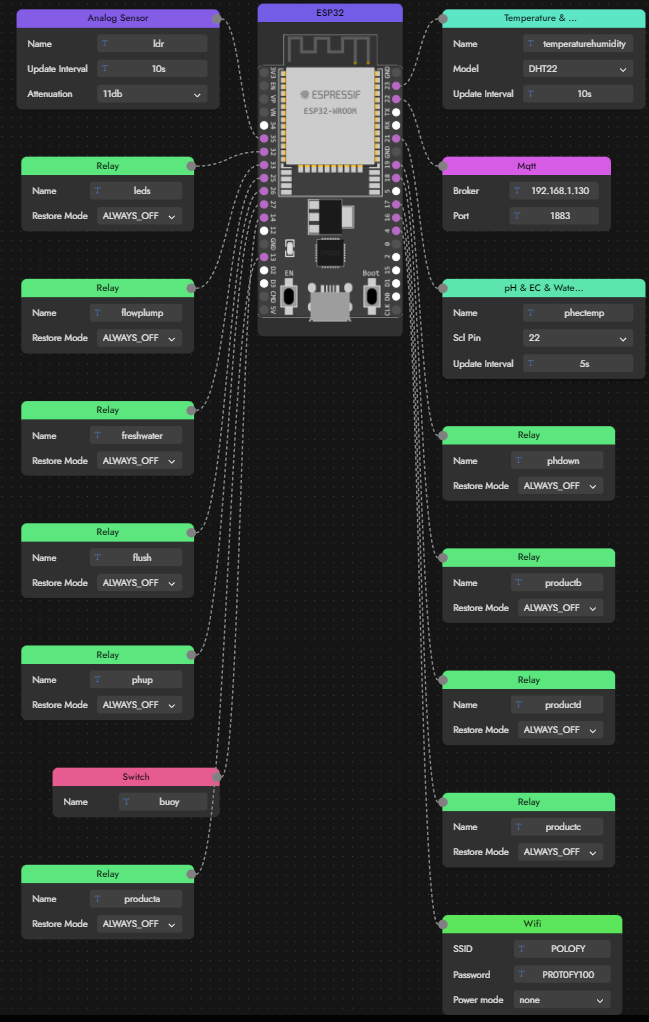 Analog Sensor
Name
T
ldr
Update Interval
T
10s
Attenuation
11db
Relay
Name
T
leds
Restore Mode
ALWAYS_OFF
Relay
Name
T
flowplump
Restore Mode
ALWAYS_OFF
Relay
Name
T
freshwater
Restore Mode
ALWAYS_OFF
Relay
Name
T
flush
Restore Mode
ALWAYS_OFF
Relay
Name
T
phup
Restore Mode
ALWAYS_OFF
Switch
Name
T
buoy
Relay
Name
T
producta
Restore Mode
ALWAYS_OFF
ESP32
ESPRESSIF
ESP32-WROOM
3V3
EN
VP
VN
34
35
32
33
25
26
27
14
12
GND
13
D2
D3
CMD
5V
GND
23
22
TX
RX
21
GND
19
18
5
17
16
4
0
2
15
D1
D0
CLK
EN
Boot
Temperature & ...
Name
T
temperaturehumidity
Model
DHT22
Update Interval
T
10s
Mqtt
Broker
T
192.168.1.130
Port
T
1883
pH & EC & Wate...
Name
T
phectemp
Scl Pin
22
Update Interval
T
5s
Relay
Name
T
phdown
Restore Mode
ALWAYS_OFF
Relay
Name
T
productb
Restore Mode
ALWAYS_OFF
Relay
Name
T
productd
Restore Mode
ALWAYS_OFF
Relay
Name
T
productc
Restore Mode
ALWAYS_OFF
Wifi
SSID
T
POLOFY
Password
T
PR0T0FY100
Power mode
none